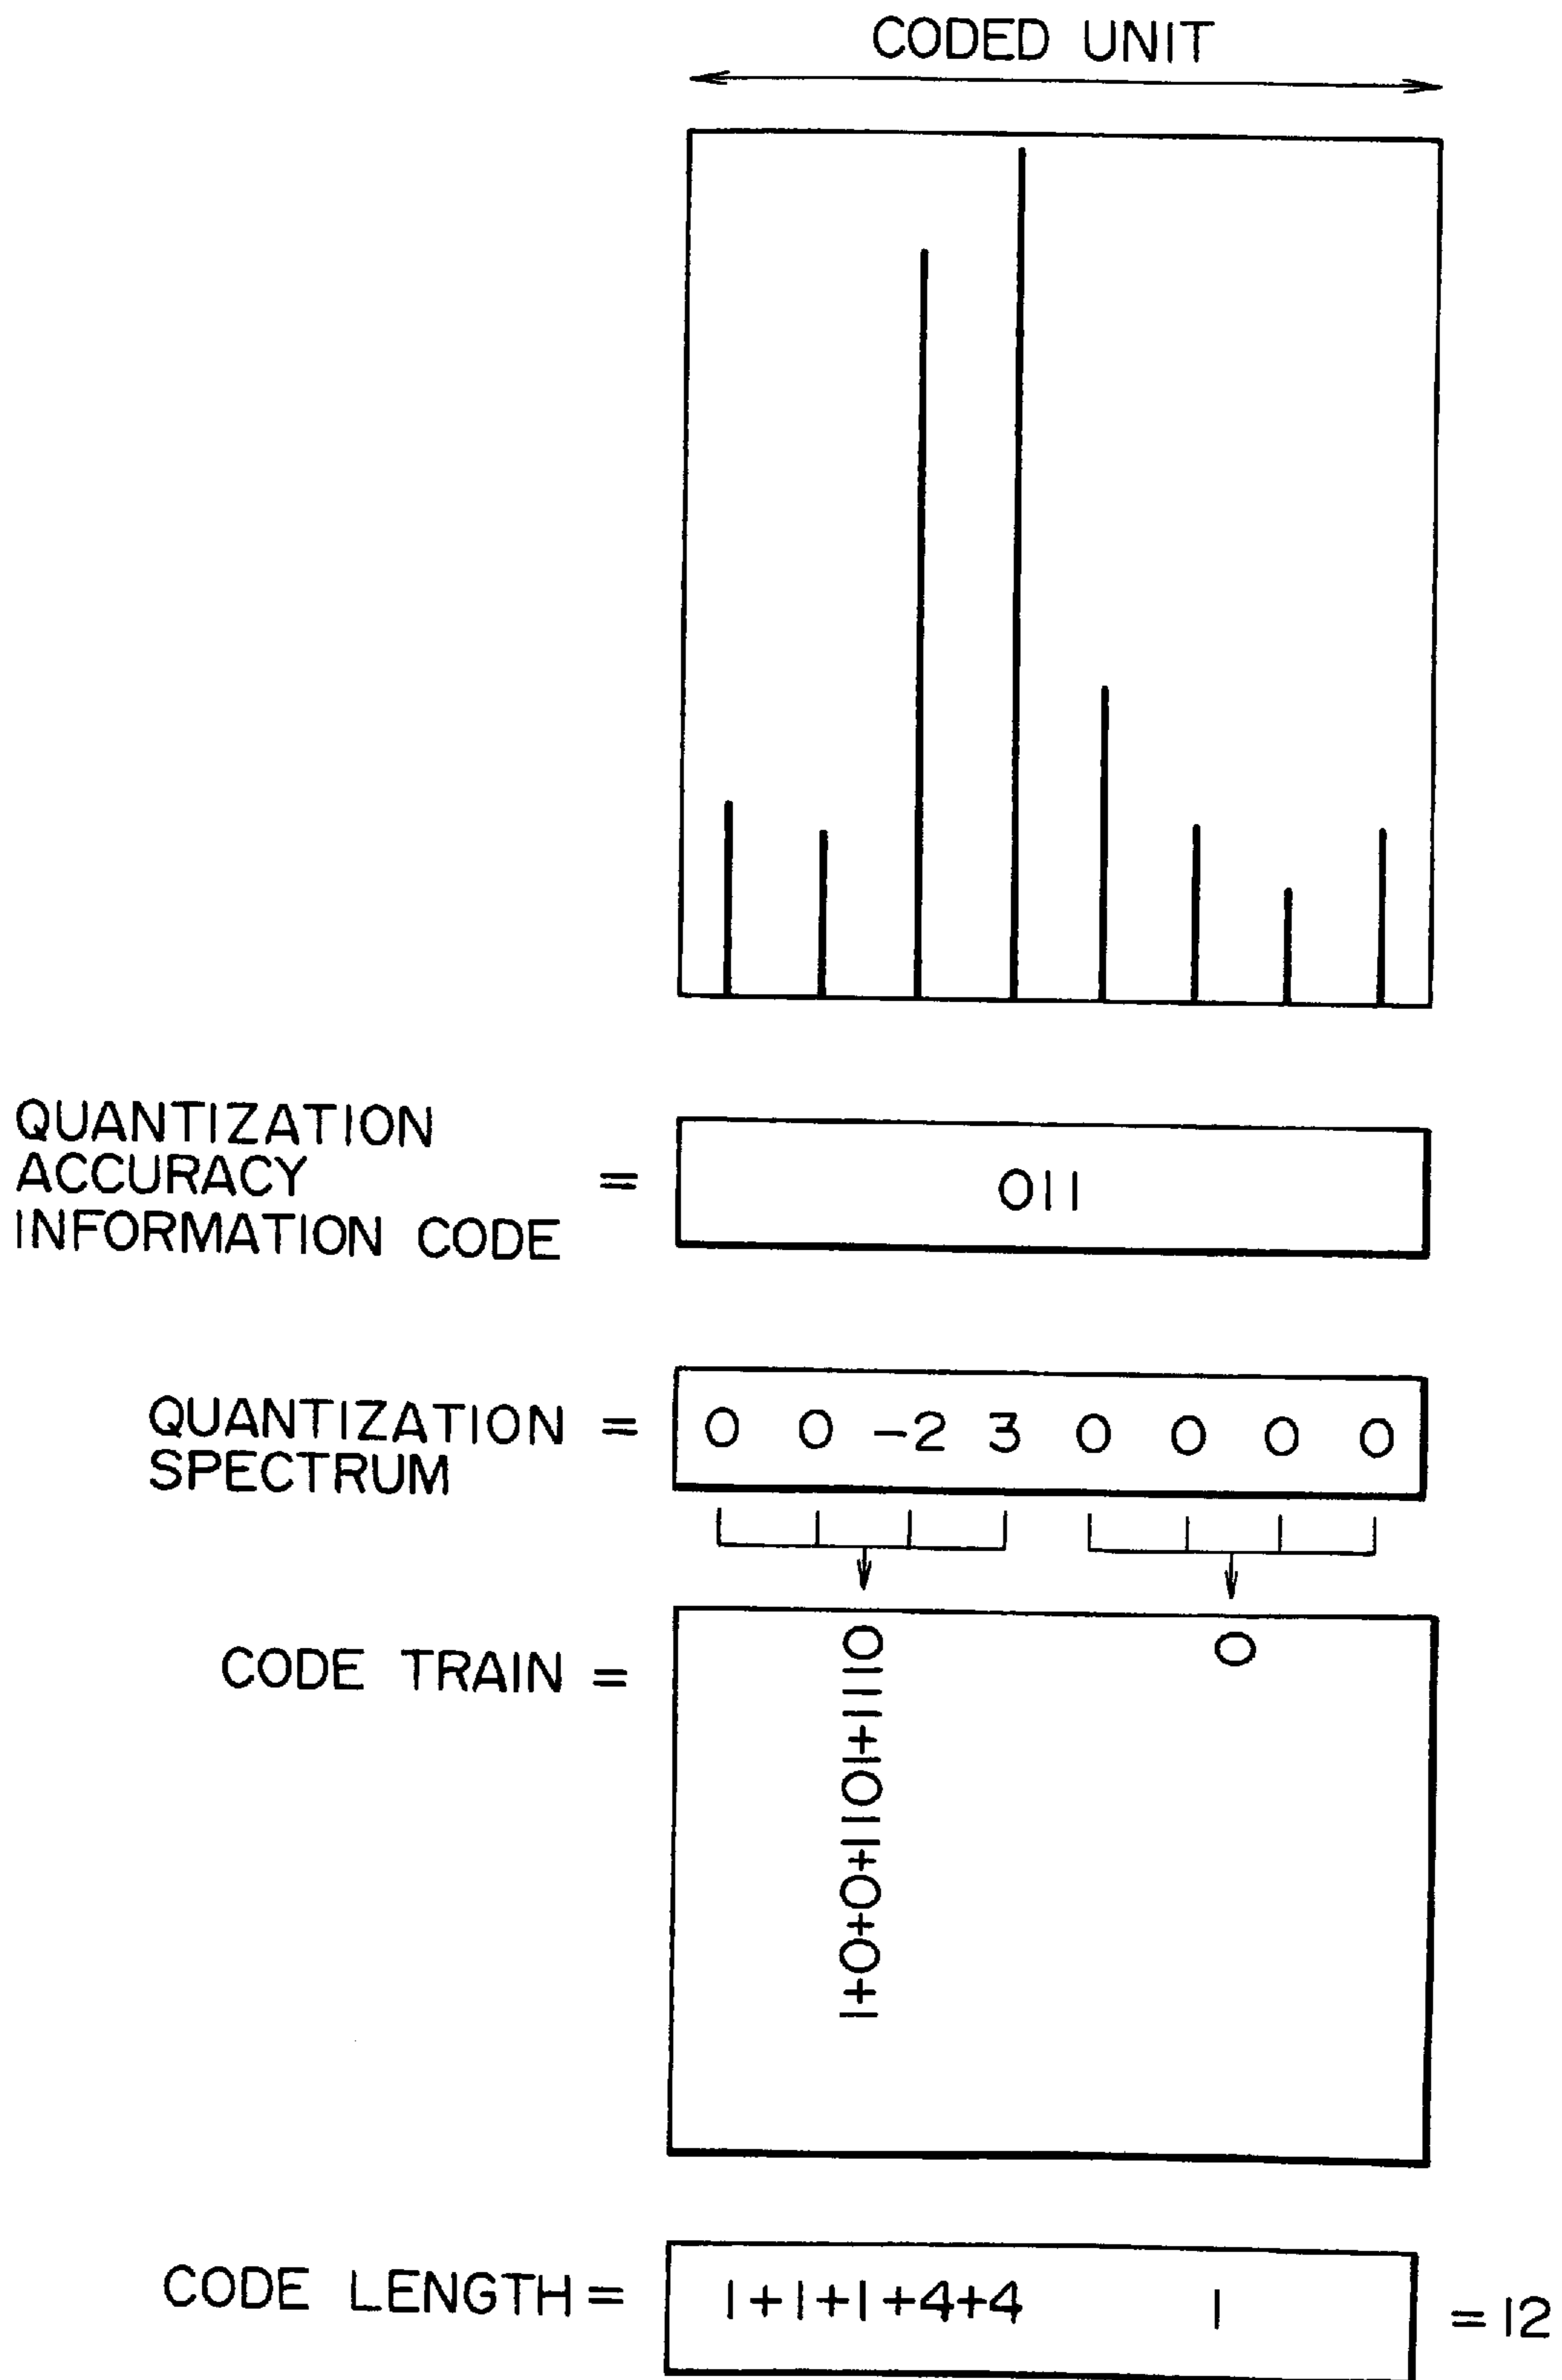 CODED UNIT
QUANTIZATION
ACCURACY
INFORMATION CODE
= 011
QUANTIZATION
SPECTRUM
= 0 0 -2 3 0 0 0 0
CODE TRAIN =
1+0+0+1101+1110
0
CODE LENGTH = 1+1+1+4+4 1 =12